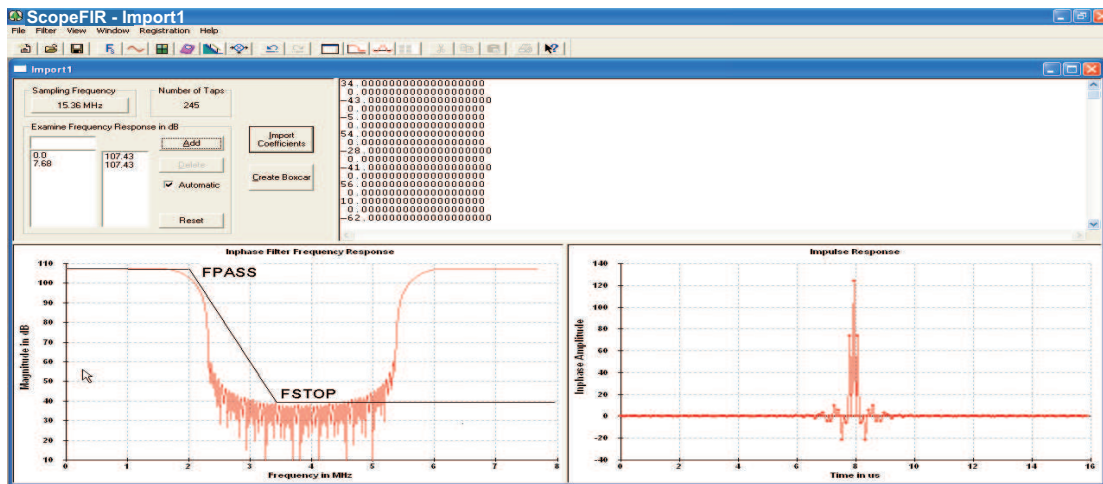 ScopeFIR - Import1
File Filter View Window Registration Help
Import1
Sampling Frequency
15.36 MHz
Number of Taps
245
Examine Frequency Response in dB
Add
0.0 107.43
7.68 107.43
Delete
Automatic
Reset
Import Coefficients
Create Boxcar
34.0000000000000000000
0.0000000000000000000
-43.0000000000000000000
0.0000000000000000000
-5.0000000000000000000
0.0000000000000000000
54.0000000000000000000
0.0000000000000000000
-28.0000000000000000000
0.0000000000000000000
-41.0000000000000000000
0.0000000000000000000
56.0000000000000000000
0.0000000000000000000
10.0000000000000000000
0.0000000000000000000
-62.0000000000000000000
Inphase Filter Frequency Response
Magnitude in dB
110
100
90
80
70
60
50
40
30
20
10
FPASS
FSTOP
0 1 2 3 4 5 6 7 8
Frequency in MHz
Impulse Response
Inphase Amplitude
140
120
100
80
60
40
20
0
-20
-40
0 2 4 6 8 10 12 14 16
Time in us